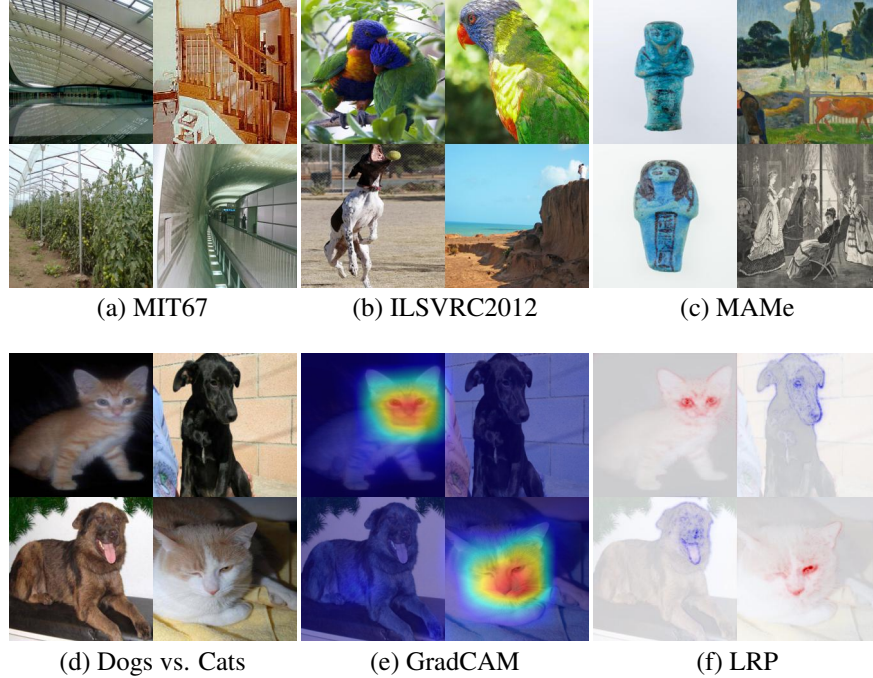 (a) MIT67
(b) ILSVRC2012
(c) MAMe
(d) Dogs vs. Cats
(e) GradCAM
(f) LRP